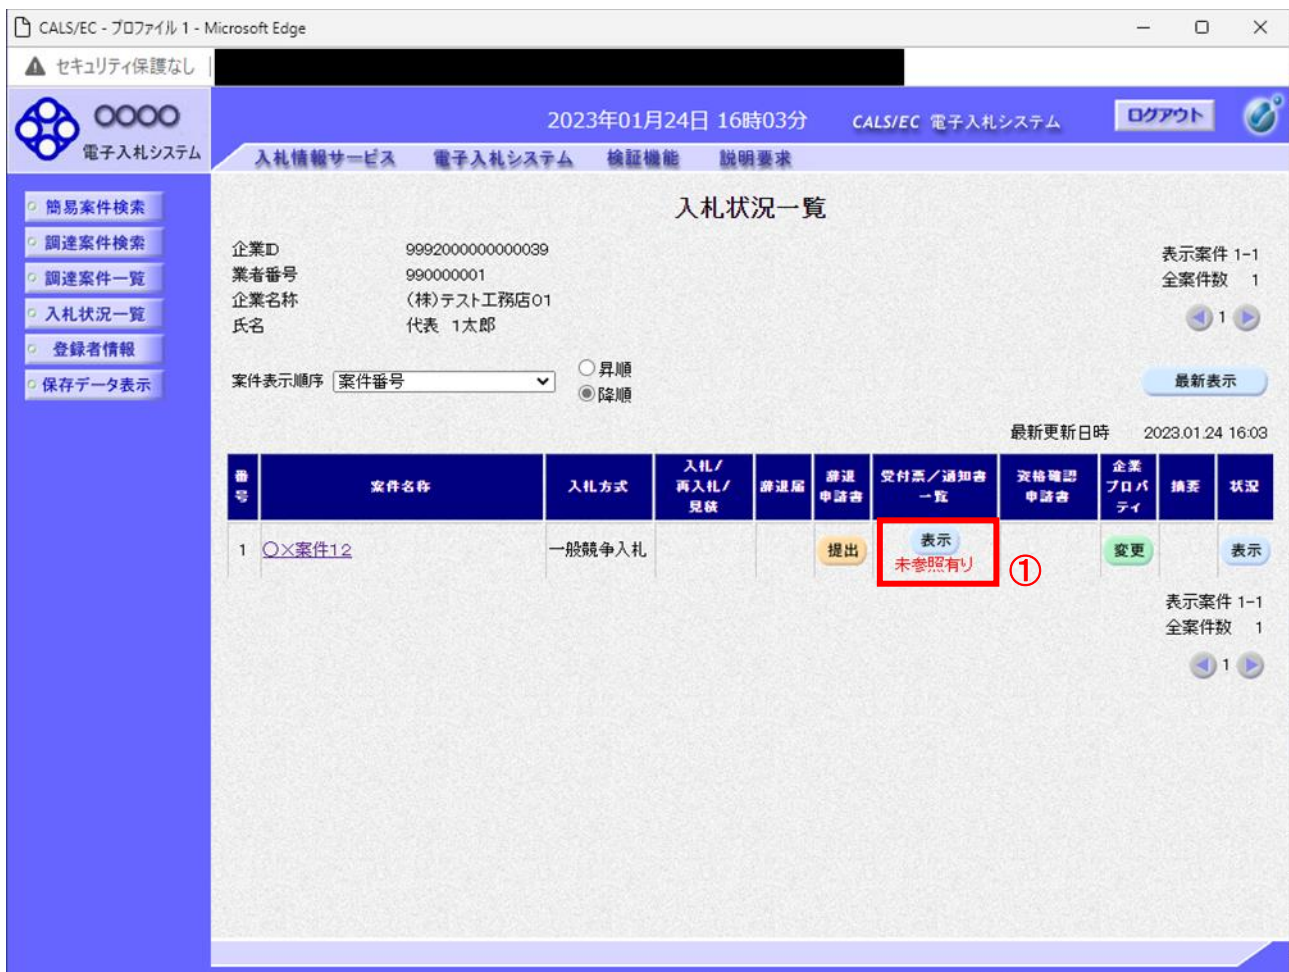 CALS/EC - プロファイル 1 - Microsoft Edge
セキュリティ保護なし
○○○○
電子入札システム
2023年01月24日 16時03分
CALS/EC 電子入札システム
ログアウト
入札情報サービス 電子入札システム 検証機能 説明要求
簡易案件検索
調達案件検索
調達案件一覧
入札状況一覧
登録者情報
保存データ表示
入札状況一覧
企業ID 9992000000000039
業者番号 990000001
企業名称 (株)テスト工務店01
氏名 代表 1太郎
表示案件 1-1
全案件数 1
1
案件表示順序 案件番号
昇順
降順
最新表示
最新更新日時 2023.01.24 16:03
番号 案件名称 入札方式 入札/再入札/見積 辞退届 辞退申請書 受付票/通知書一覧 資格確認申請書 企業プロパティ 摘要 状況
1 ○×案件12 一般競争入札 提出 表示 変更 表示
未参照有り
①
表示案件 1-1
全案件数 1
1